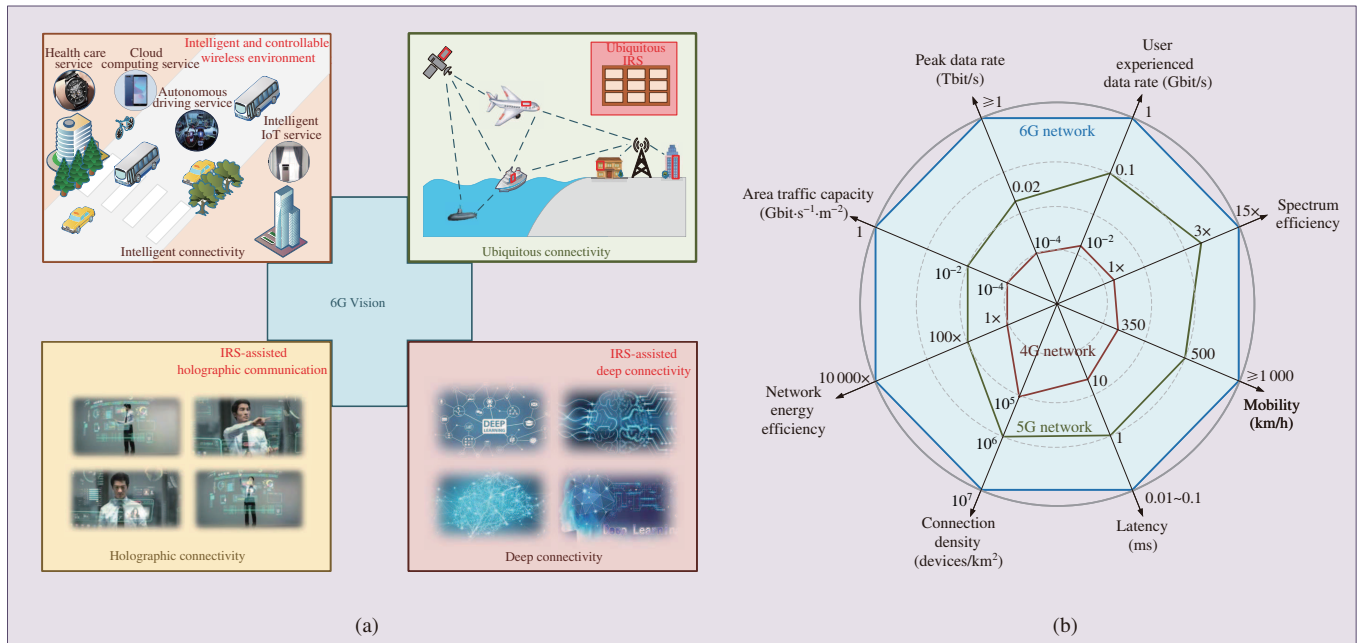 Intelligent and controllable
wireless environment
Health care
service
Cloud
computing service
Autonomous
driving service
Intelligent
IoT service
Intelligent connectivity
Ubiquitous
IRS
Ubiquitous connectivity
6G Vision
IRS-assisted
holographic communication
Holographic connectivity
IRS-assisted
deep connectivity
DEEP
LEARNING
Deep Learning
Deep connectivity
(a)
Peak data rate
(Tbit/s)
User
experienced
data rate (Gbit/s)
≥1
1
6G network
0.02
0.1
Area traffic capacity
(Gbit·s⁻¹·m⁻²)
1
15×
Spectrum
efficiency
3×
10⁻⁴
10⁻²
1×
10⁻²
10⁻⁴
1×
100×
350
500
4G network
10 000×
Network
energy
efficiency
≥1 000
Mobility
(km/h)
10⁵
10
10⁶
5G network
1
10⁷
0.01~0.1
Connection
density
(devices/km²)
Latency
(ms)
(b)